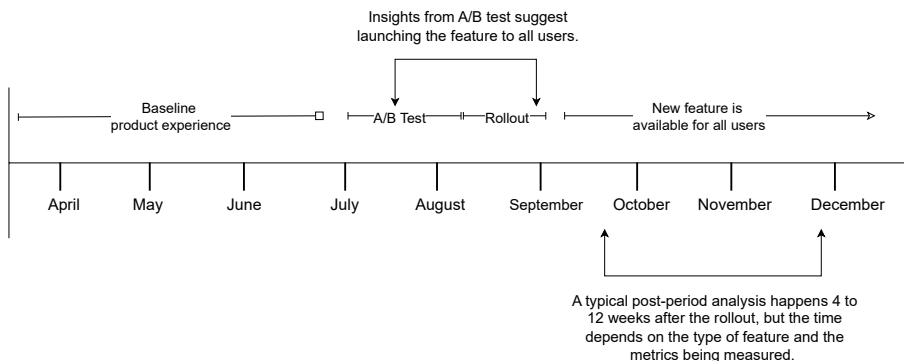 Insights from A/B test suggest
launching the feature to all users.
Baseline
product experience
A/B Test
Rollout
New feature is
available for all users
April
May
June
July
August
September
October
November
December
A typical post-period analysis happens 4 to
12 weeks after the rollout, but the time
depends on the type of feature and the
metrics being measured.